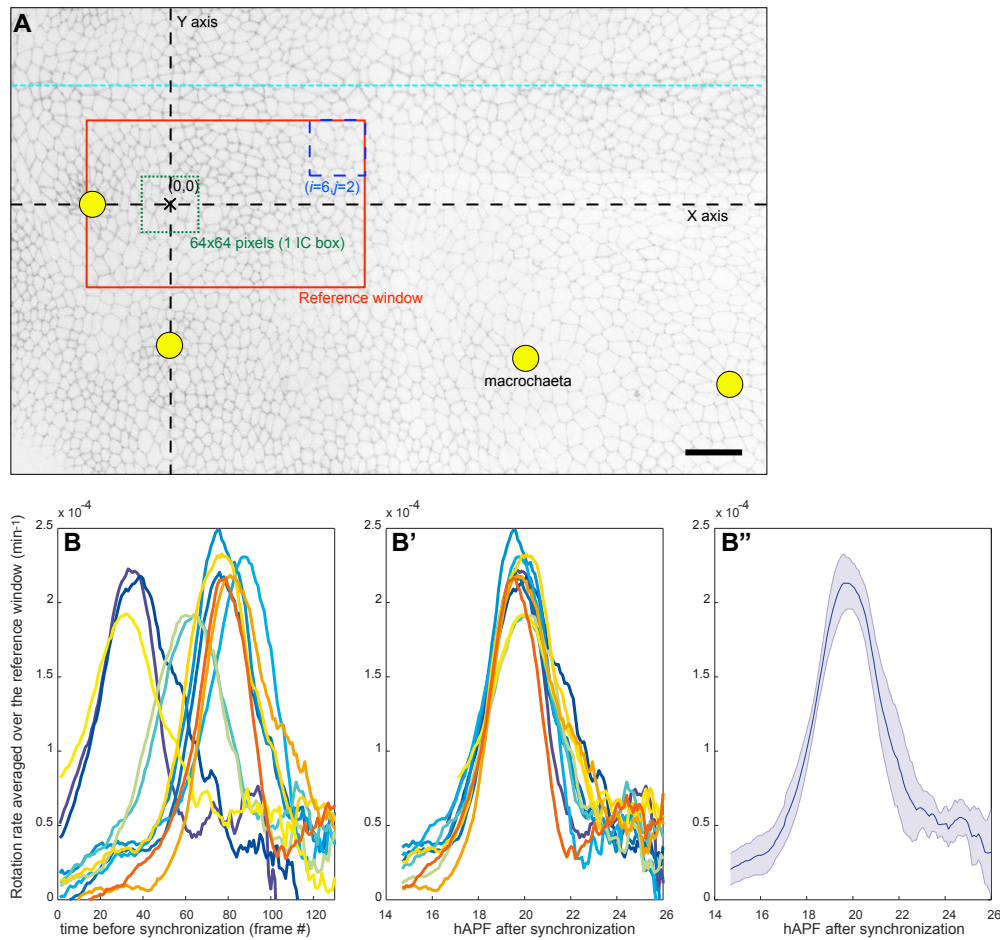 A
Y axis
(0,0)
(i=6,j=2)
X axis
64x64 pixels (1 IC box)
Reference window
macrochaeta
Rotation rate averaged over the reference window (min-1)
x 10-4
B
2.5
2
1.5
1
0.5
0
0 20 40 60 80 100 120
time before synchronization (frame #)
x 10-4
B'
2.5
2
1.5
1
0.5
0
14 16 18 20 22 24 26
hAPF after synchronization
x 10-4
B''
2.5
2
1.5
1
0.5
0
14 16 18 20 22 24 26
hAPF after synchronization